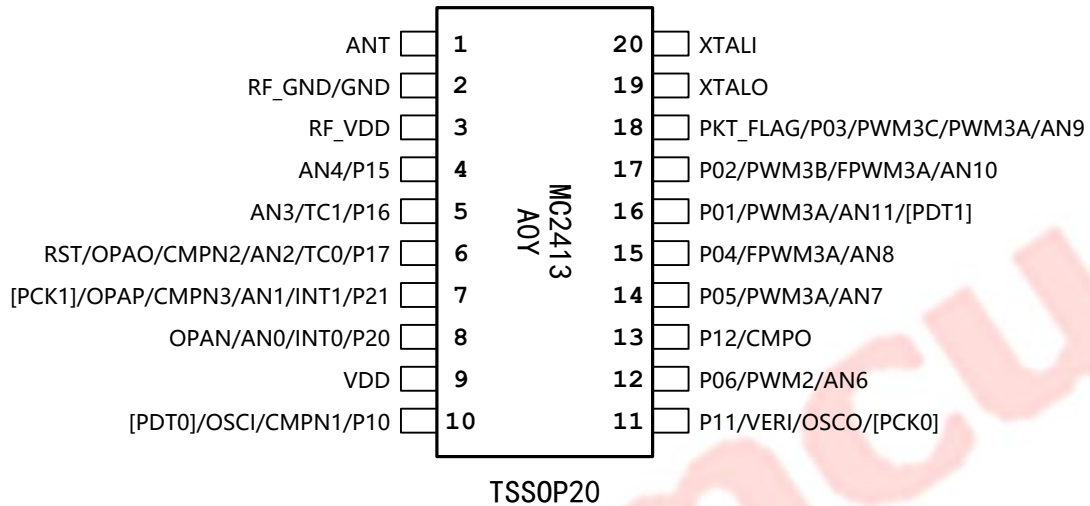 ANT 1 20 XTALI
RF_GND/GND 2 19 XTALO
RF_VDD 3 18 PKT_FLAG/P03/PWM3C/PWM3A/AN9
AN4/P15 4 17 P02/PWM3B/FPWM3A/AN10
AN3/TC1/P16 5 16 P01/PWM3A/AN11/[PDT1]
RST/OPAO/CMPN2/AN2/TC0/P17 6 15 P04/FPWM3A/AN8
[PCK1]/OPAP/CMPN3/AN1/INT1/P21 7 14 P05/PWM3A/AN7
OPAN/AN0/INT0/P20 8 13 P12/CMPO
VDD 9 12 P06/PWM2/AN6
[PDT0]/OSCI/CMPN1/P10 10 11 P11/VERI/OSCO/[PCK0]
MC2413
A0Y
TSSOP20
mcu